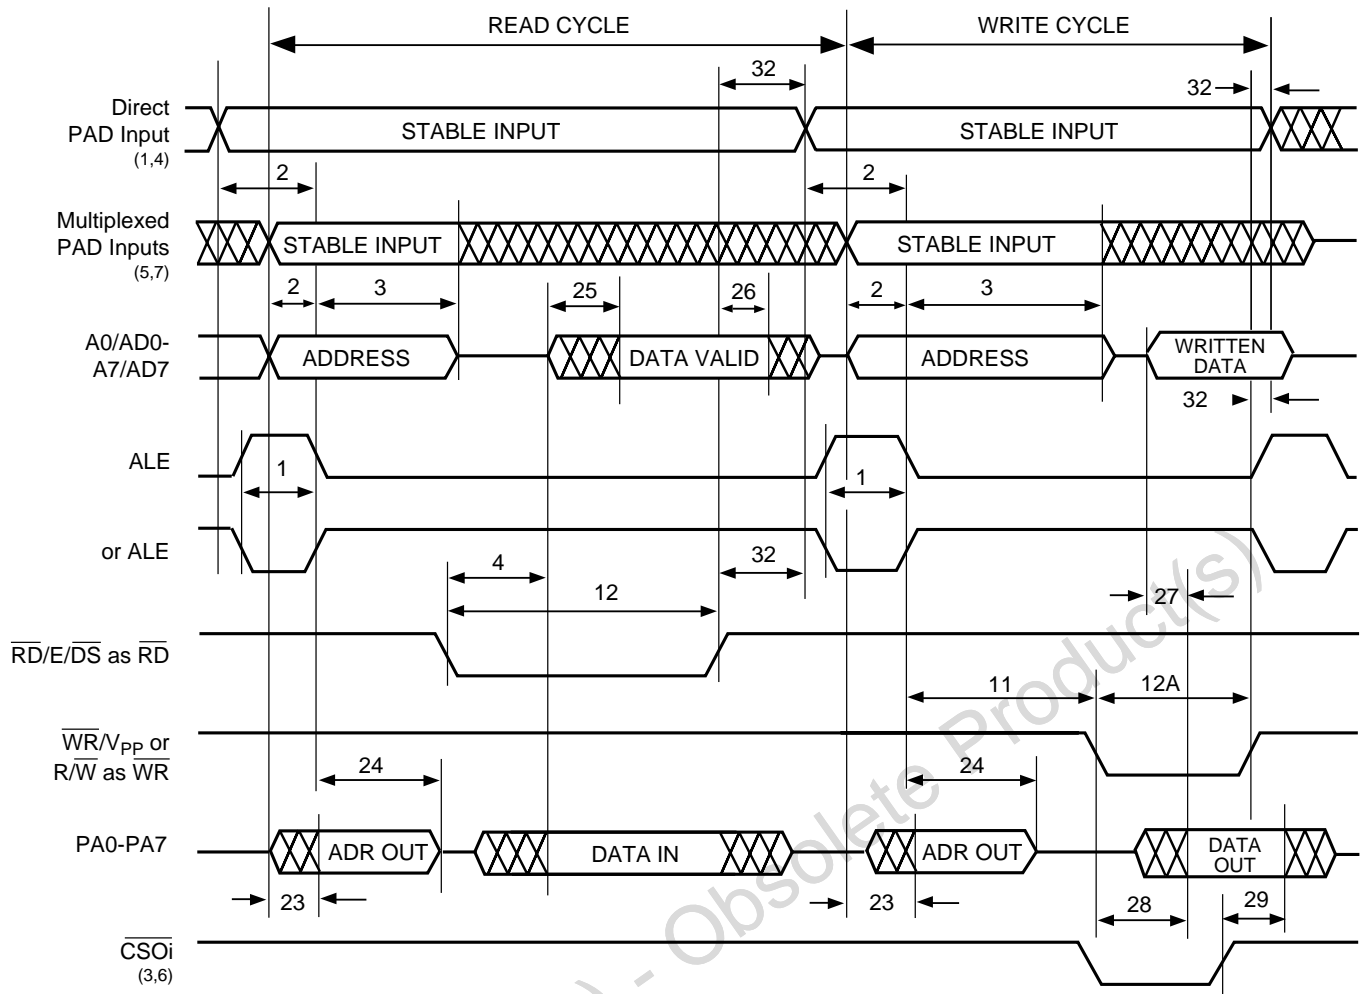 READ CYCLE WRITE CYCLE
32 32
Direct
PAD Input
(1,4)
STABLE INPUT STABLE INPUT
2 2
Multiplexed
PAD Inputs
(5,7)
STABLE INPUT STABLE INPUT
2 3 25 26 2 3
A0/AD0-
A7/AD7
ADDRESS DATA VALID ADDRESS WRITTEN
DATA
32
ALE
1 1
or ALE
4 32
12 27
RD/E/DS as RD
11 12A
WR/VPP or
R/W as WR
24 24
PA0-PA7
ADR OUT DATA IN ADR OUT DATA
OUT
23 23 28 29
CSOi
(3,6)
) - Obsolete Product(s)